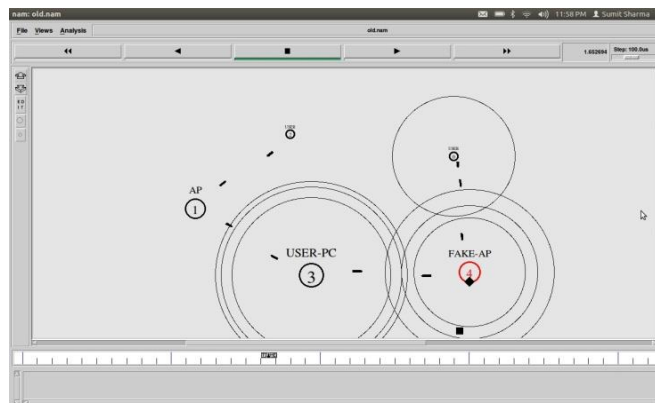 nam: old.nam
11:58 PM Sumit Sharma
File Views Analysis
old.nam
1.652694 Step: 100.0us
AP
1
USER-PC
3
FAKE-AP
4